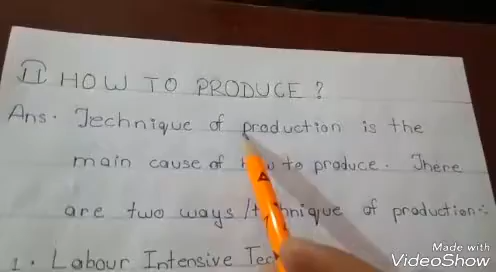 II HOW TO PRODUCE?
Ans. Technique of production is the
main cause of to produce. There
are two ways / of production:-
1. Labour Intensive
Made with
VideoShow